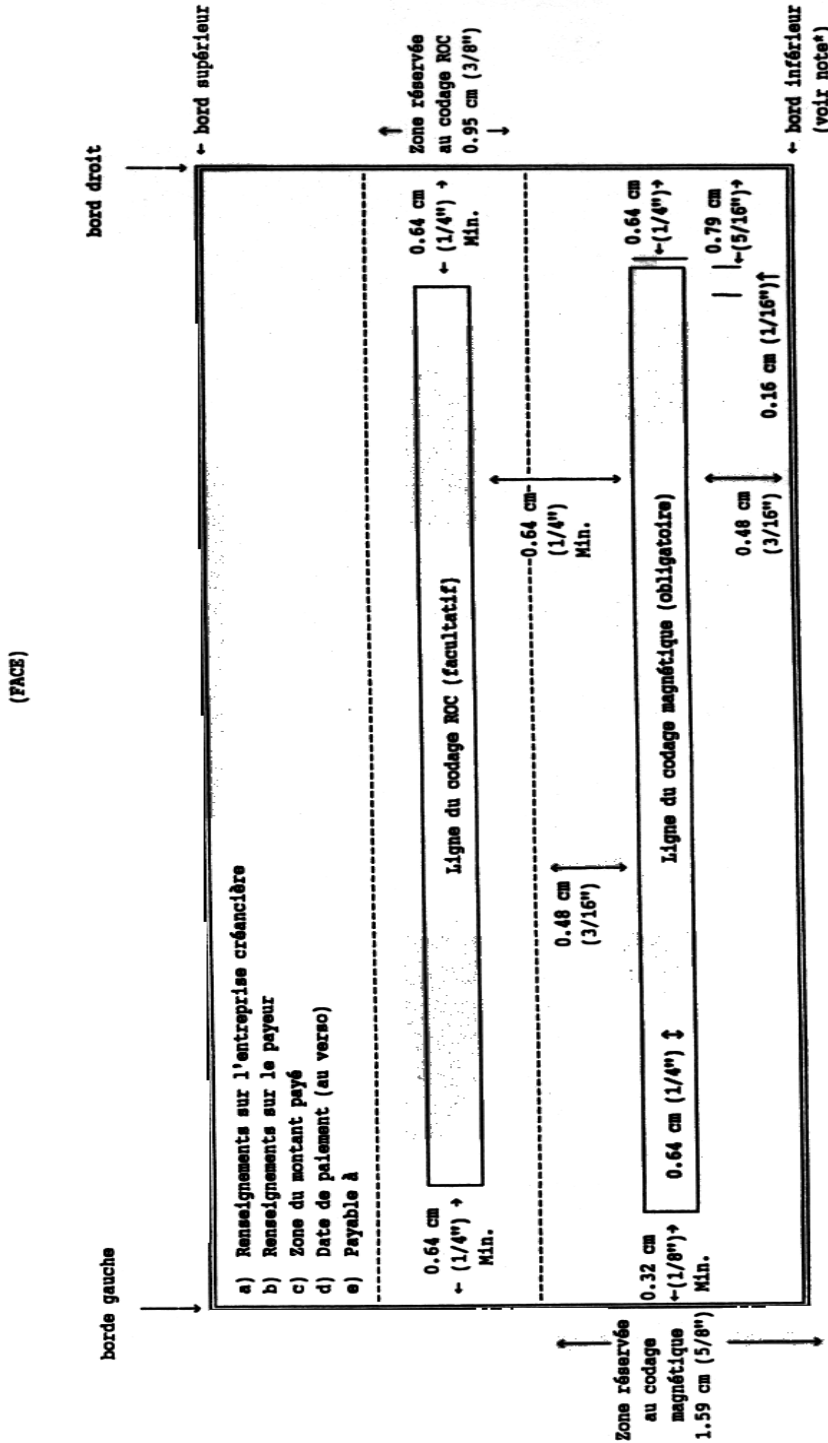 (FACE)
borde gauche
bord droit
← bord supérieur
a) Renseignements sur l'entreprise créancière
b) Renseignements sur le payeur
c) Zone du montant payé
d) Date de paiement (au verso)
e) Payable à
Zone réservée
au codage ROC
0.95 cm (3/8")
0.64 cm
← (1/4") →
Min.
Ligne du codage ROC (facultatif)
0.64 cm
← (1/4") →
Min.
0.64 cm
(1/4")
Min.
0.48 cm
(3/16")
Zone réservée
au codage
magnétique
1.59 cm (5/8")
0.32 cm
←(1/8")→
Min.
0.64 cm (1/4") ↕
Ligne du codage magnétique (obligatoire)
0.64 cm
←(1/4")→
0.79 cm
←(5/16")→
0.16 cm (1/16")↑
0.48 cm
(3/16")
← bord inférieur
(voir note*)